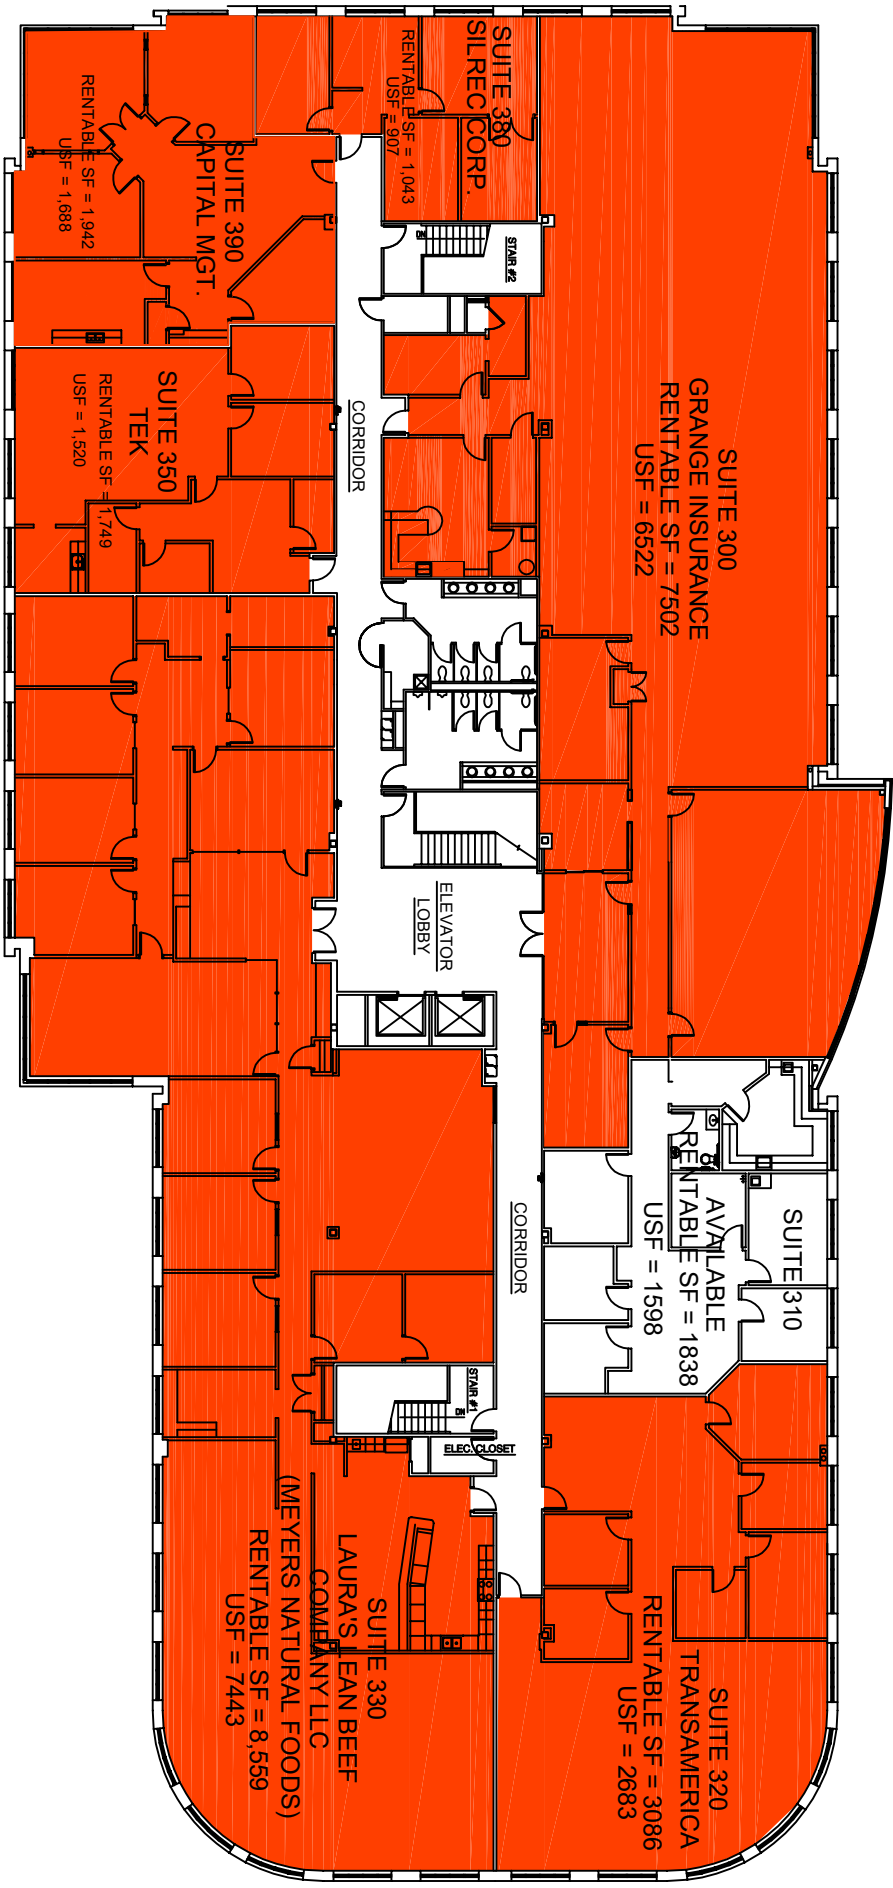 SUITE 380
SILREC CORP.
RENTABLE SF = 1,043
USF = 907
SUITE 390
CAPITAL MGT.
RENTABLE SF = 1,942
USF = 1,688
STAIR #2
DN
SUITE 300
GRANGE INSURANCE
RENTABLE SF = 7502
USF = 6522
SUITE 350
TEK
RENTABLE SF = 1,749
USF = 1,520
CORRIDOR
ELEVATOR
LOBBY
SUITE 310
AVAILABLE
RENTABLE SF = 1838
USF = 1598
CORRIDOR
STAIR #1
DN
ELEC. CLOSET
SUITE 330
LAURA'S LEAN BEEF
COMPANY LLC
(MEYERS NATURAL FOODS)
RENTABLE SF = 8,559
USF = 7443
SUITE 320
TRANSAMERICA
RENTABLE SF = 3086
USF = 2683